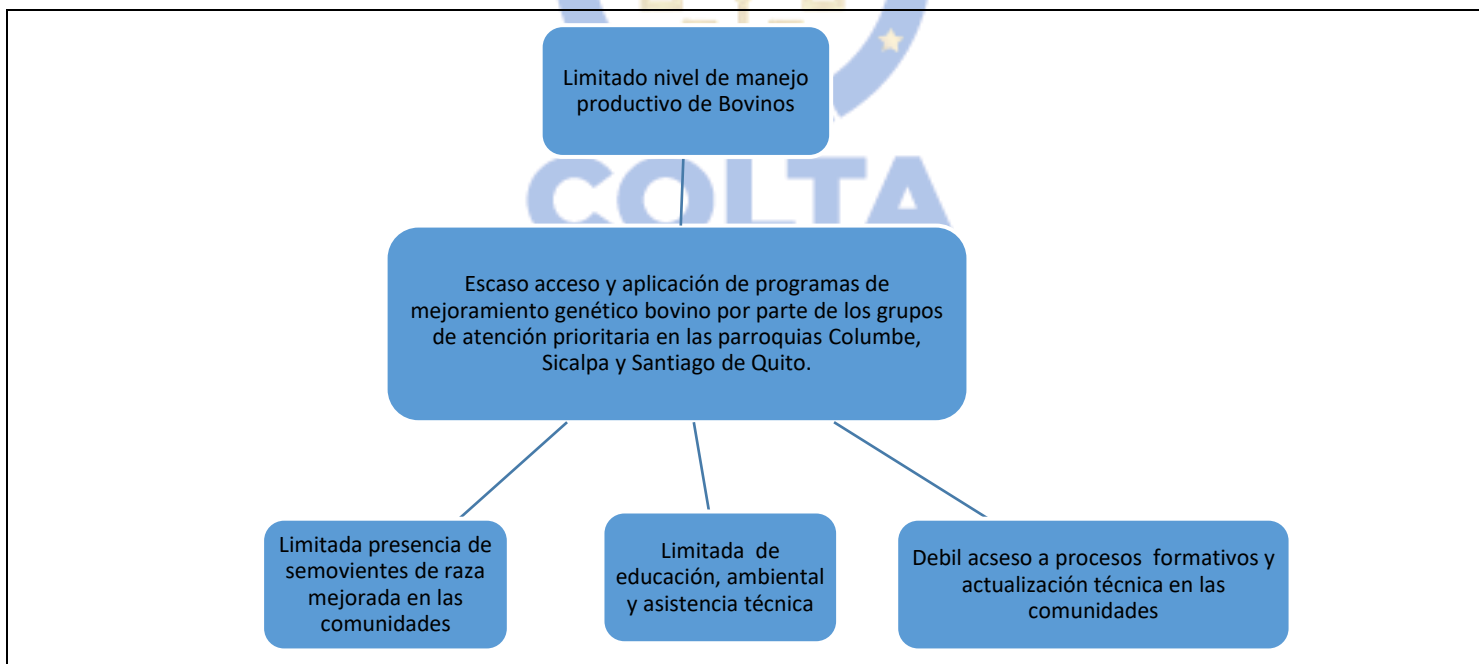 Limitado nivel de manejo
productivo de Bovinos
COLTA
Escaso acceso y aplicación de programas de
mejoramiento genético bovino por parte de los grupos
de atención prioritaria en las parroquias Columbe,
Sicalpa y Santiago de Quito.
Limitada presencia de
semovientes de raza
mejorada en las
comunidades
Limitada  de
educación, ambiental
y asistencia técnica
Debil acseso a procesos  formativos y
actualización técnica en las
comunidades